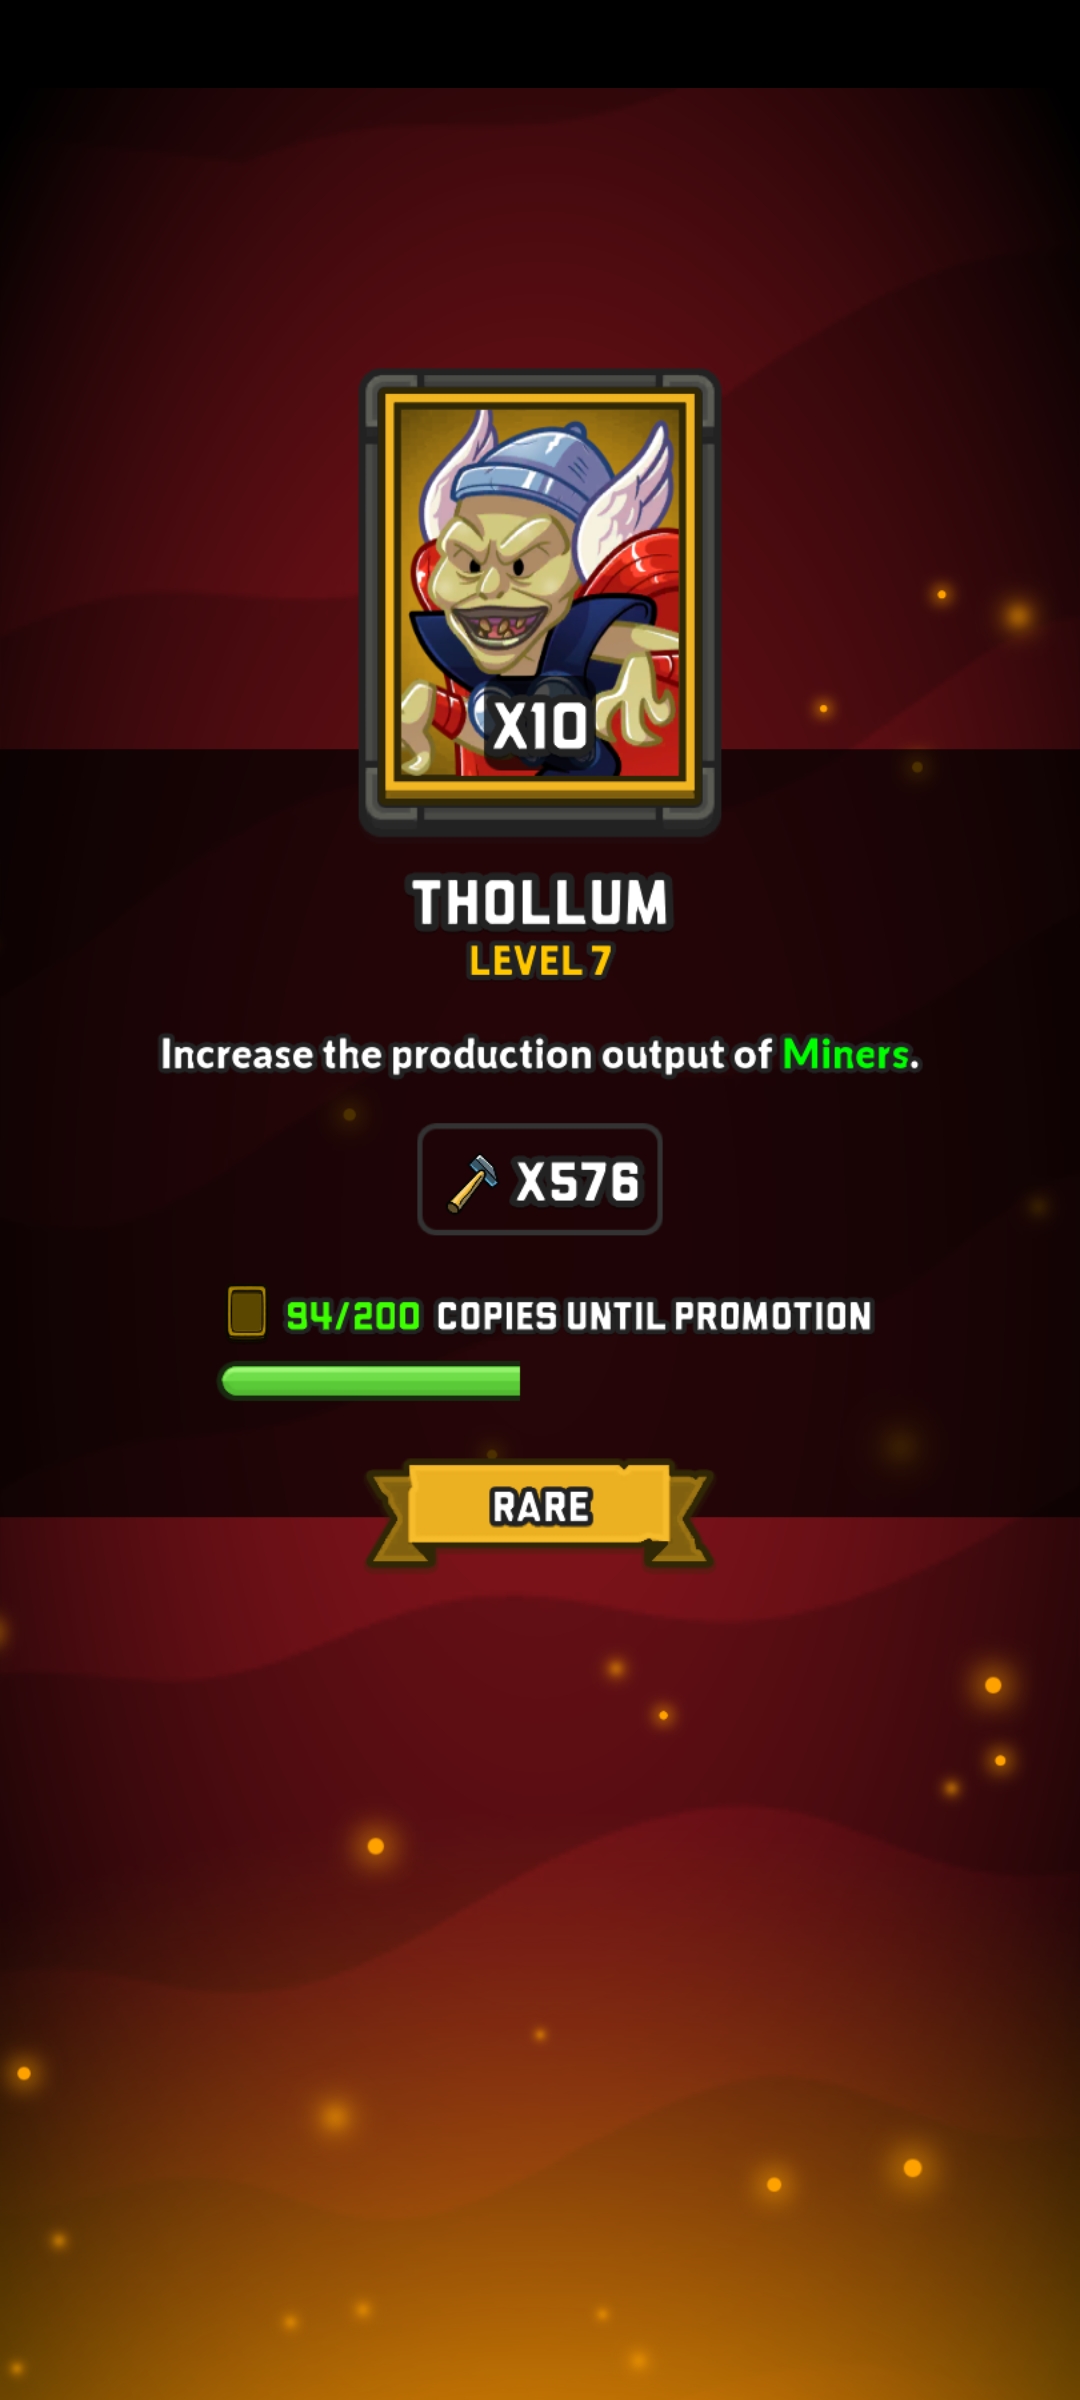 X10
THOLLUM
LEVEL 7
Increase the production output of Miners.
X576
94/200 COPIES UNTIL PROMOTION
RARE